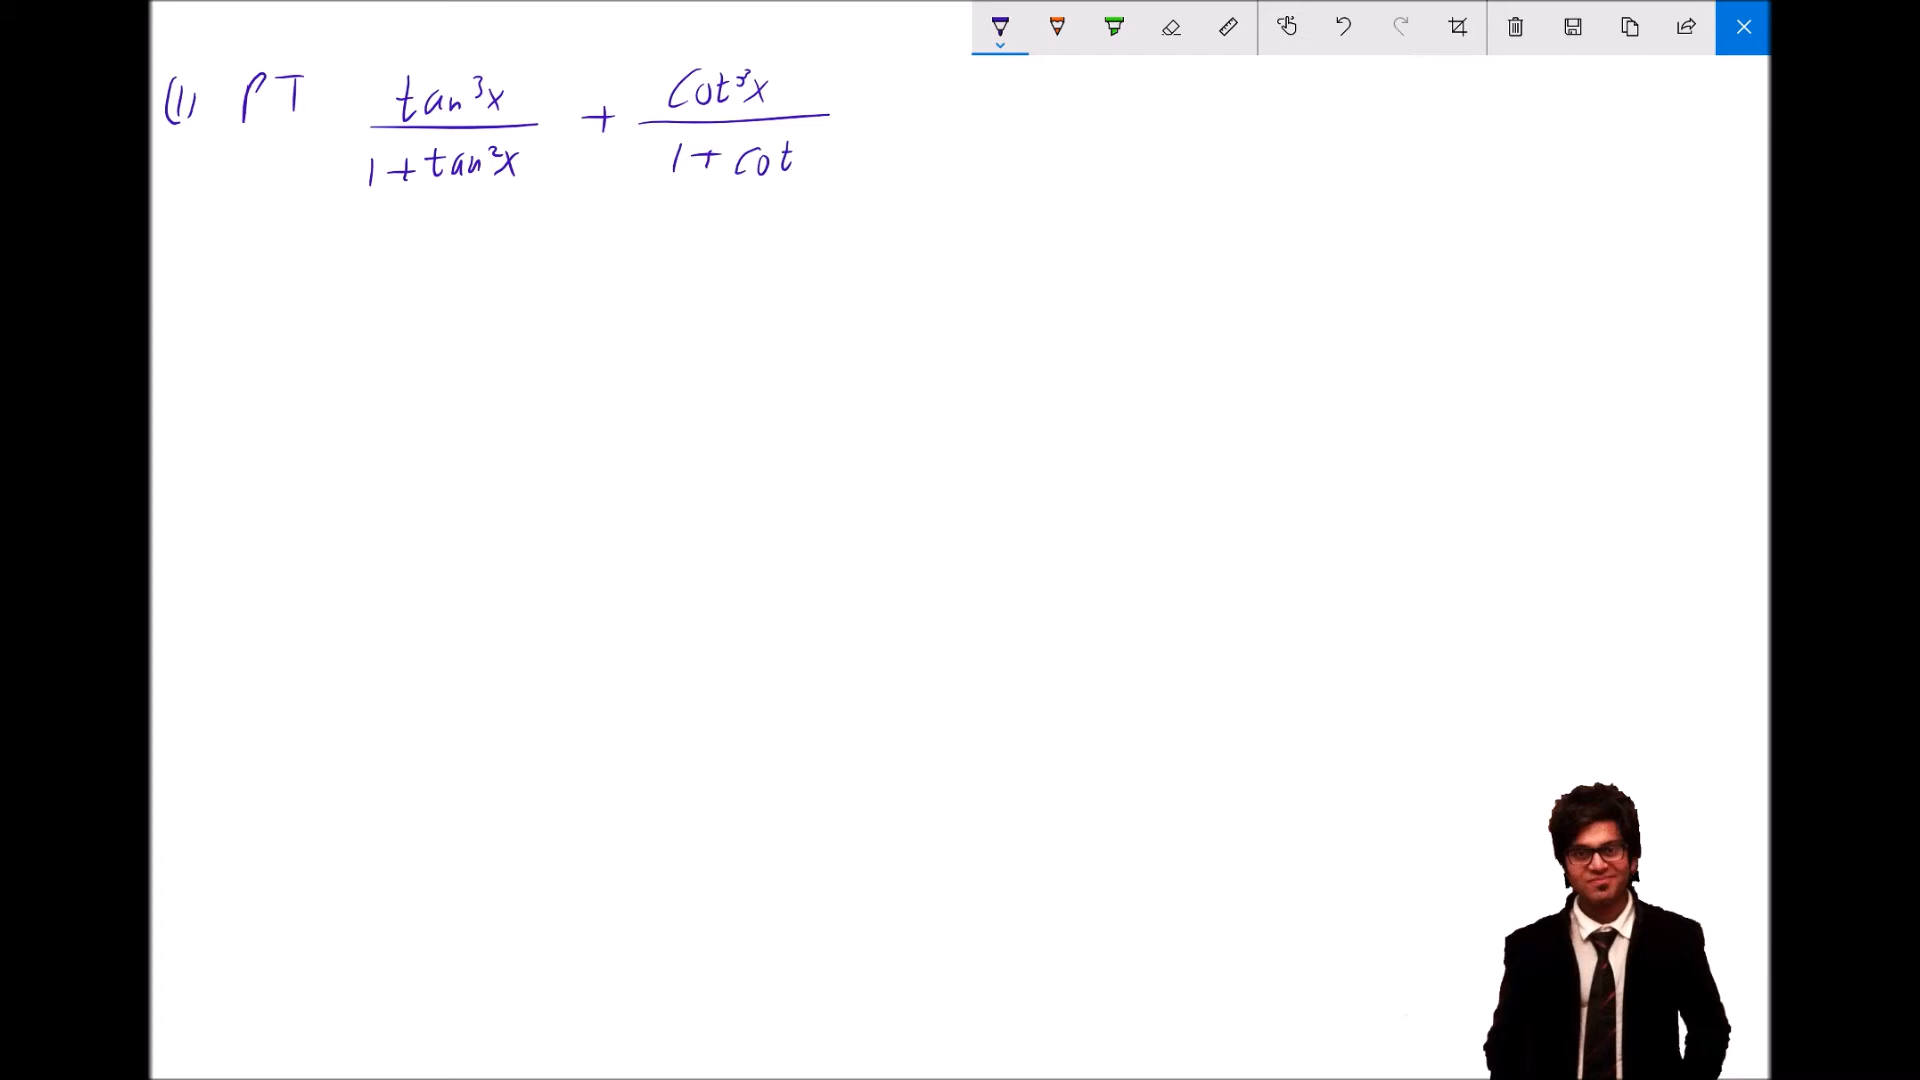 (1) PT tan³x / 1 + tan²x + Cot³x / 1 + Cot